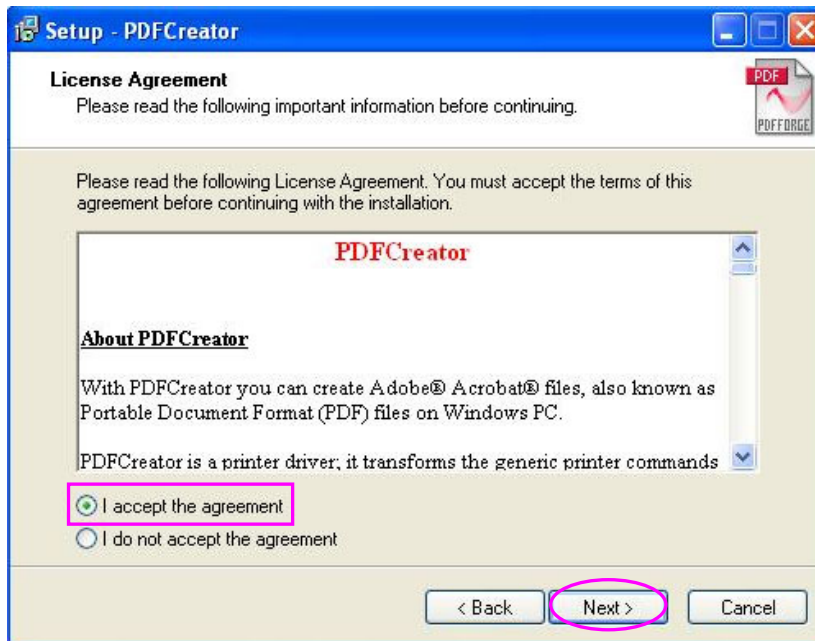 Setup - PDFCreator
License Agreement
Please read the following important information before continuing.
PDF
PDFFORGE
Please read the following License Agreement. You must accept the terms of this
agreement before continuing with the installation.
PDFCreator
About PDFCreator
With PDFCreator you can create Adobe® Acrobat® files, also known as
Portable Document Format (PDF) files on Windows PC.
PDFCreator is a printer driver; it transforms the generic printer commands
I accept the agreement
I do not accept the agreement
< Back
Next >
Cancel